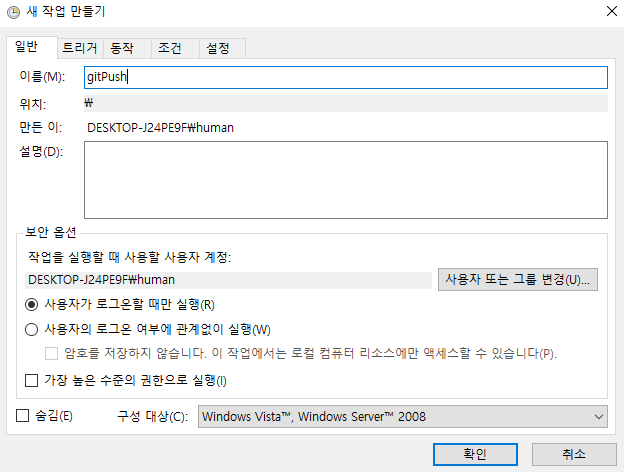 새 작업 만들기
일반 트리거 동작 조건 설정
이름(M): gitPush
위치: ₩
만든 이: DESKTOP-J24PE9F₩human
설명(D):
보안 옵션
작업을 실행할 때 사용할 사용자 계정:
DESKTOP-J24PE9F₩human 사용자 또는 그룹 변경(U)...
사용자가 로그온할 때만 실행(R)
사용자의 로그온 여부에 관계없이 실행(W)
암호를 저장하지 않습니다. 이 작업에서는 로컬 컴퓨터 리소스에만 액세스할 수 있습니다(P).
가장 높은 수준의 권한으로 실행(I)
숨김(E) 구성 대상(C): Windows Vista™, Windows Server™ 2008
확인 취소